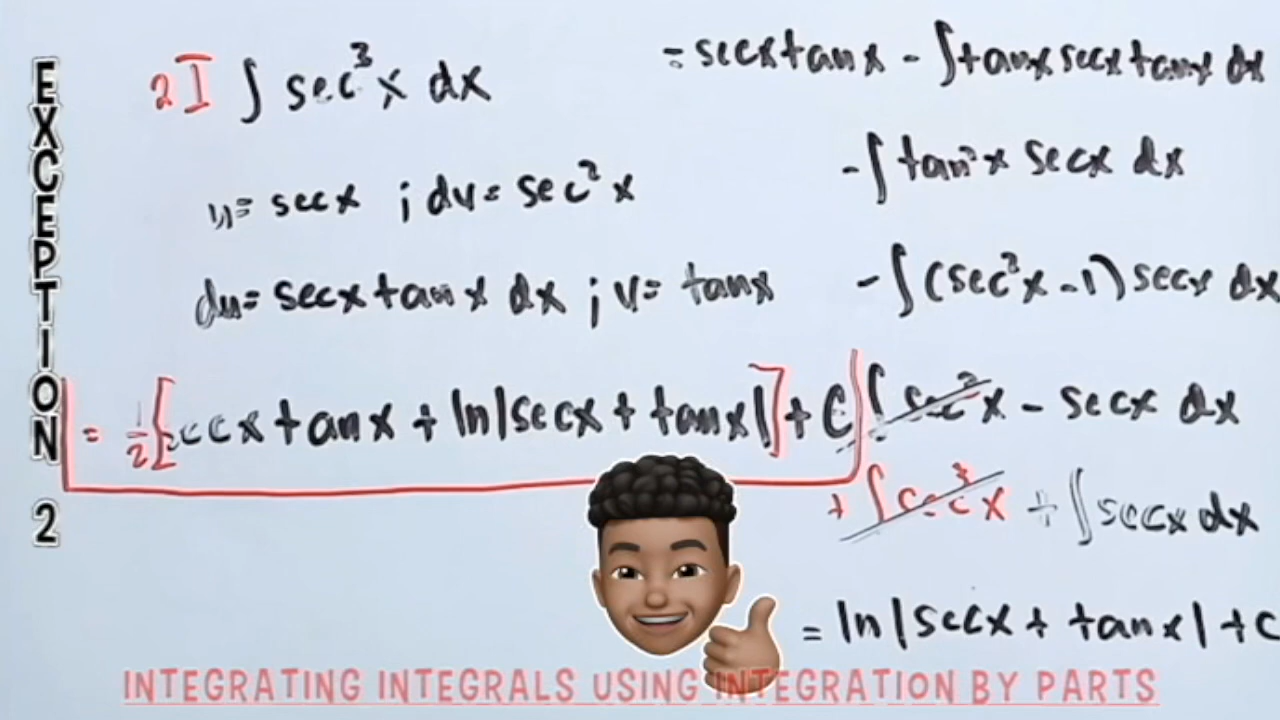 EXCEPTION 2
2I ∫ sec³x dx
u = secx ; dv = sec²x
du = secx tanx dx ; v = tanx
= 1/2 [secx tanx + ln|secx + tanx|] + C
= secx tanx - ∫tanx secx tanx dx
-∫ tan²x secx dx
-∫(sec²x -1) secx dx
∫ sec³x - secx dx
+ ∫sec³x + ∫secx dx
= ln|secx + tanx| + C
INTEGRATING INTEGRALS USING INTEGRATION BY PARTS